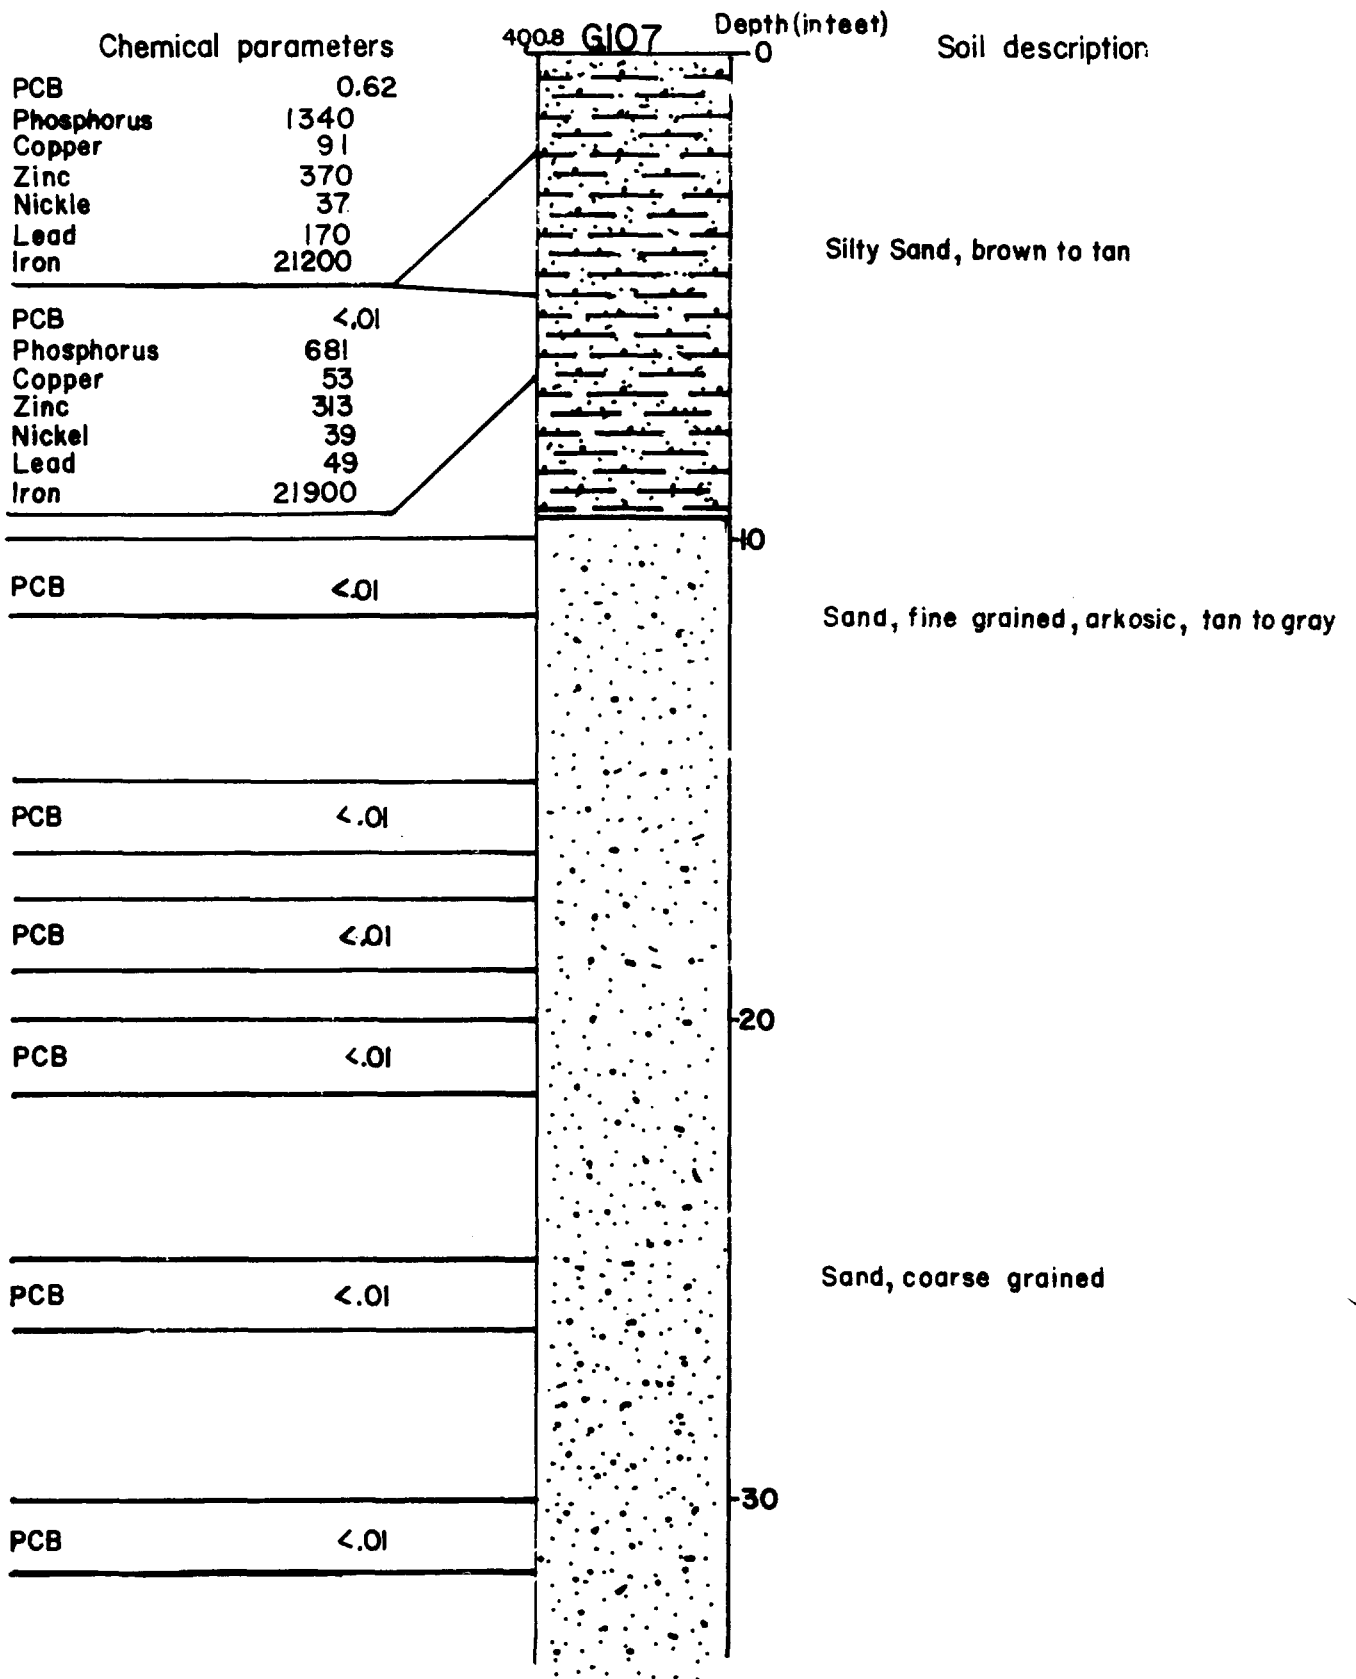 Chemical parameters
400.8 G107
Depth (in feet)
Soil description
0
PCB 0.62
Phosphorus 1340
Copper 91
Zinc 370
Nickle 37
Lead 170
Iron 21200
Silty Sand, brown to tan
PCB <.01
Phosphorus 681
Copper 53
Zinc 313
Nickel 39
Lead 49
Iron 21900
10
PCB <.01
Sand, fine grained, arkosic, tan to gray
PCB <.01
PCB <.01
20
PCB <.01
PCB <.01
Sand, coarse grained
30
PCB <.01